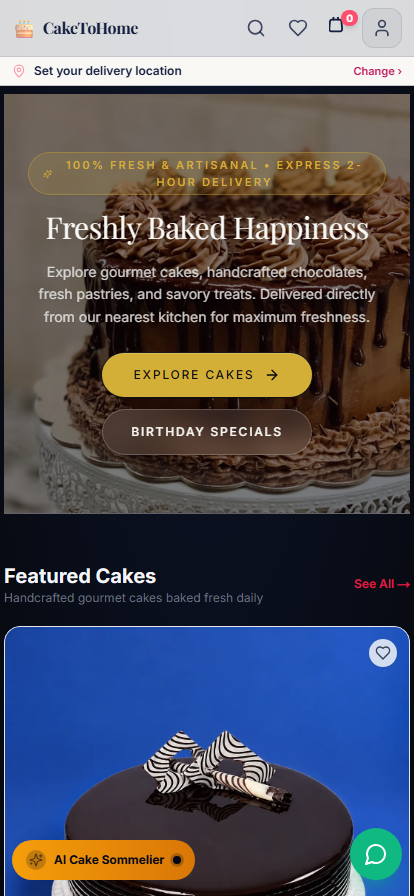 CakeToHome
0
Set your delivery location
Change ›
100% FRESH & ARTISANAL • EXPRESS 2-
HOUR DELIVERY
Freshly Baked Happiness
Explore gourmet cakes, handcrafted chocolates,
fresh pastries, and savory treats. Delivered directly
from our nearest kitchen for maximum freshness.
EXPLORE CAKES →
BIRTHDAY SPECIALS
Featured Cakes
See All →
Handcrafted gourmet cakes baked fresh daily
AI Cake Sommelier